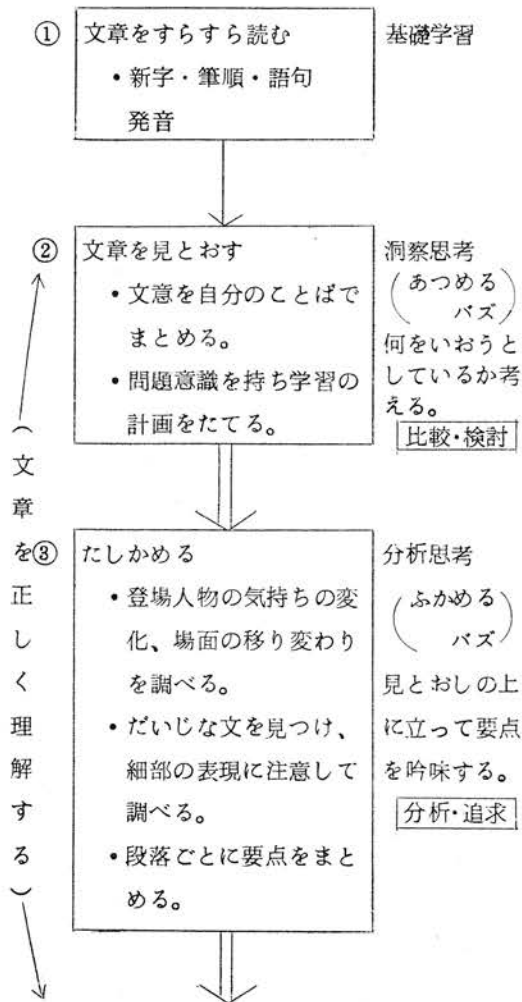 ① 文章をすらすら読む
・新字・筆順・語句
発音
基礎学習
② 文章を見とおす
・文意を自分のことばで
まとめる。
・問題意識を持ち学習の
計画をたてる。
洞察思考
(あつめる
バズ)
何をいおうと
しているか考
える。
比較・検討
(文章を正しく理解する)
③ たしかめる
・登場人物の気持ちの変
化、場面の移り変わり
を調べる。
・だいじな文を見つけ、
細部の表現に注意して
調べる。
・段落ごとに要点をまと
める。
分析思考
(ふかめる
バズ)
見とおしの上
に立って要点
を吟味する。
分析・追求